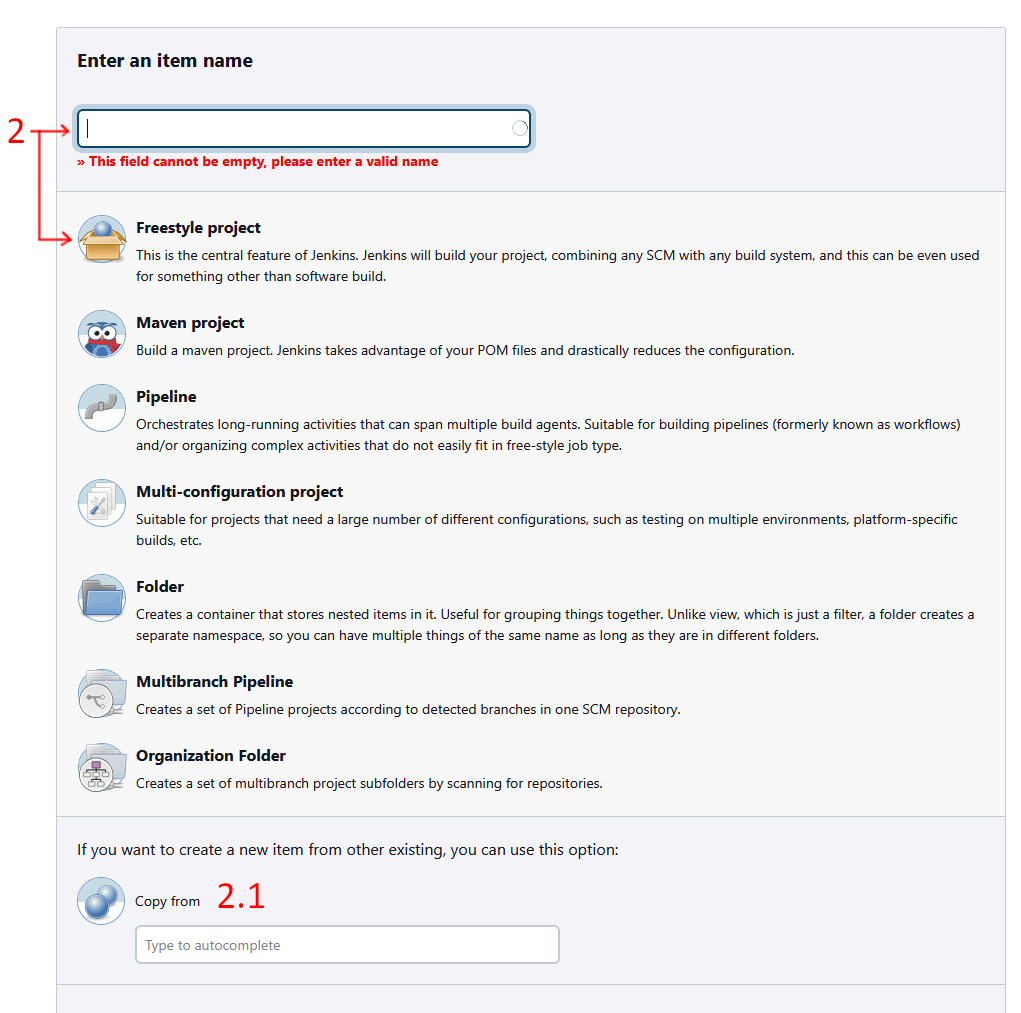 Enter an item name
2
» This field cannot be empty, please enter a valid name
Freestyle project
This is the central feature of Jenkins. Jenkins will build your project, combining any SCM with any build system, and this can be even used
for something other than software build.
Maven project
Build a maven project. Jenkins takes advantage of your POM files and drastically reduces the configuration.
Pipeline
Orchestrates long-running activities that can span multiple build agents. Suitable for building pipelines (formerly known as workflows)
and/or organizing complex activities that do not easily fit in free-style job type.
Multi-configuration project
Suitable for projects that need a large number of different configurations, such as testing on multiple environments, platform-specific
builds, etc.
Folder
Creates a container that stores nested items in it. Useful for grouping things together. Unlike view, which is just a filter, a folder creates a
separate namespace, so you can have multiple things of the same name as long as they are in different folders.
Multibranch Pipeline
Creates a set of Pipeline projects according to detected branches in one SCM repository.
Organization Folder
Creates a set of multibranch project subfolders by scanning for repositories.
If you want to create a new item from other existing, you can use this option:
Copy from 2.1
Type to autocomplete